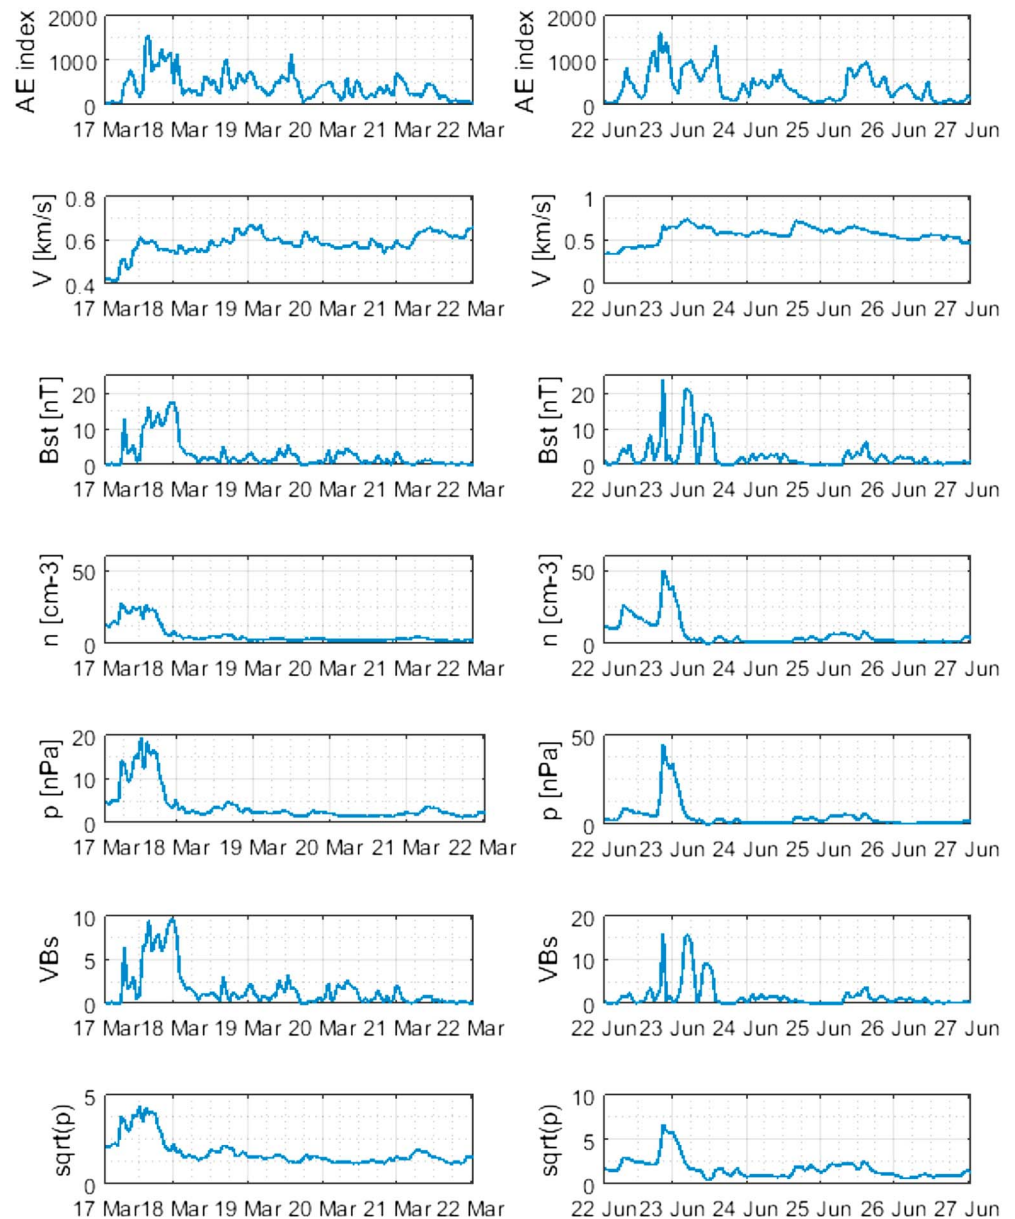 AE index
2000
1000
0
17 Mar18 Mar 19 Mar 20 Mar 21 Mar 22 Mar
AE index
2000
1000
0
22 Jun23 Jun 24 Jun 25 Jun 26 Jun 27 Jun
V [km/s]
0.8
0.6
0.4
17 Mar18 Mar 19 Mar 20 Mar 21 Mar 22 Mar
V [km/s]
1
0.5
0
22 Jun23 Jun 24 Jun 25 Jun 26 Jun 27 Jun
Bst [nT]
20
10
0
17 Mar18 Mar 19 Mar 20 Mar 21 Mar 22 Mar
Bst [nT]
20
10
0
22 Jun23 Jun 24 Jun 25 Jun 26 Jun 27 Jun
n [cm-3]
50
0
17 Mar18 Mar 19 Mar 20 Mar 21 Mar 22 Mar
n [cm-3]
50
0
22 Jun23 Jun 24 Jun 25 Jun 26 Jun 27 Jun
p [nPa]
20
10
0
17 Mar18 Mar 19 Mar 20 Mar 21 Mar 22 Mar
p [nPa]
50
0
22 Jun23 Jun 24 Jun 25 Jun 26 Jun 27 Jun
VBs
10
5
0
17 Mar18 Mar 19 Mar 20 Mar 21 Mar 22 Mar
VBs
20
10
0
22 Jun23 Jun 24 Jun 25 Jun 26 Jun 27 Jun
sqrt(p)
5
0
17 Mar18 Mar 19 Mar 20 Mar 21 Mar 22 Mar
sqrt(p)
10
5
0
22 Jun23 Jun 24 Jun 25 Jun 26 Jun 27 Jun